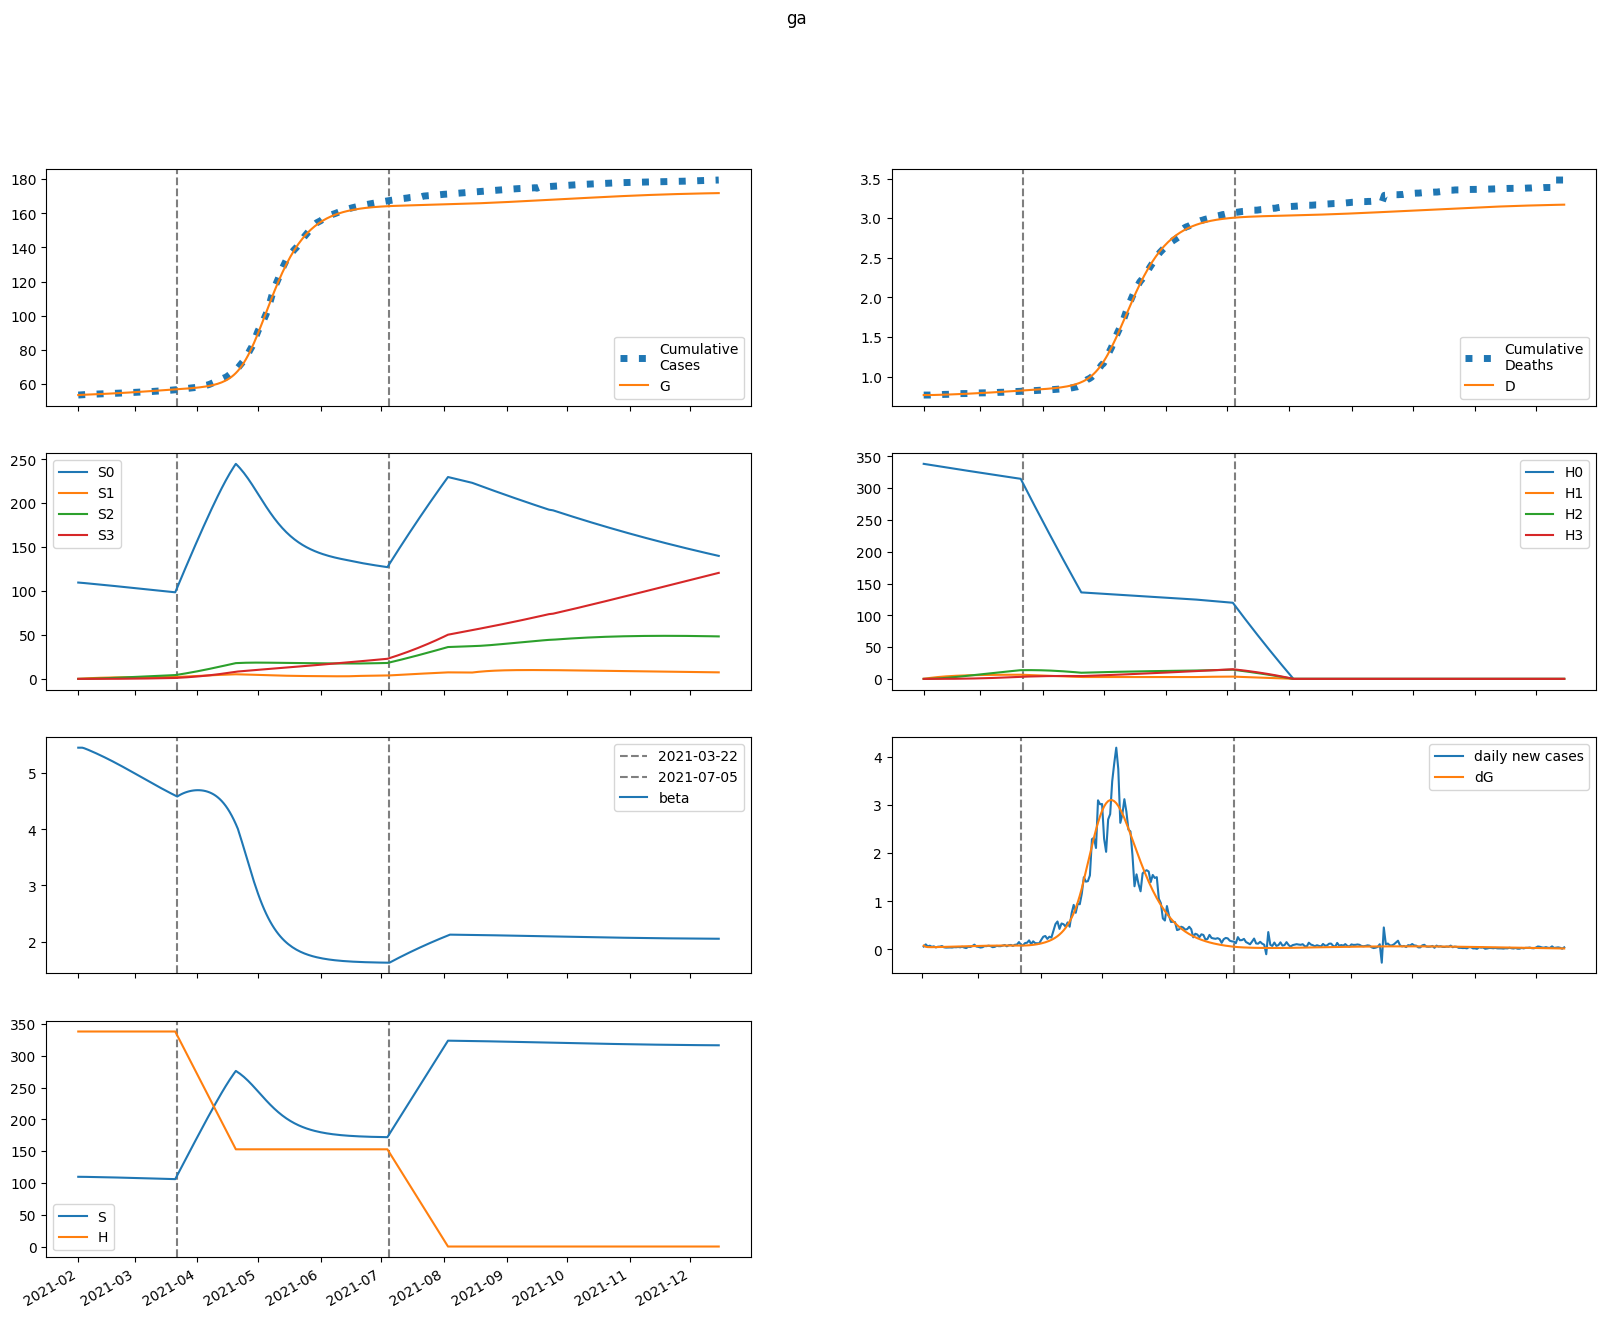 ga
180
160
140
120
100
80
60
Cumulative
Cases
G
3.5
3.0
2.5
2.0
1.5
1.0
Cumulative
Deaths
D
250
200
150
100
50
0
S0
S1
S2
S3
350
300
250
200
150
100
50
0
H0
H1
H2
H3
5
4
3
2
2021-03-22
2021-07-05
beta
4
3
2
1
0
daily new cases
dG
350
300
250
200
150
100
50
0
S
H
2021-02
2021-03
2021-04
2021-05
2021-06
2021-07
2021-08
2021-09
2021-10
2021-11
2021-12